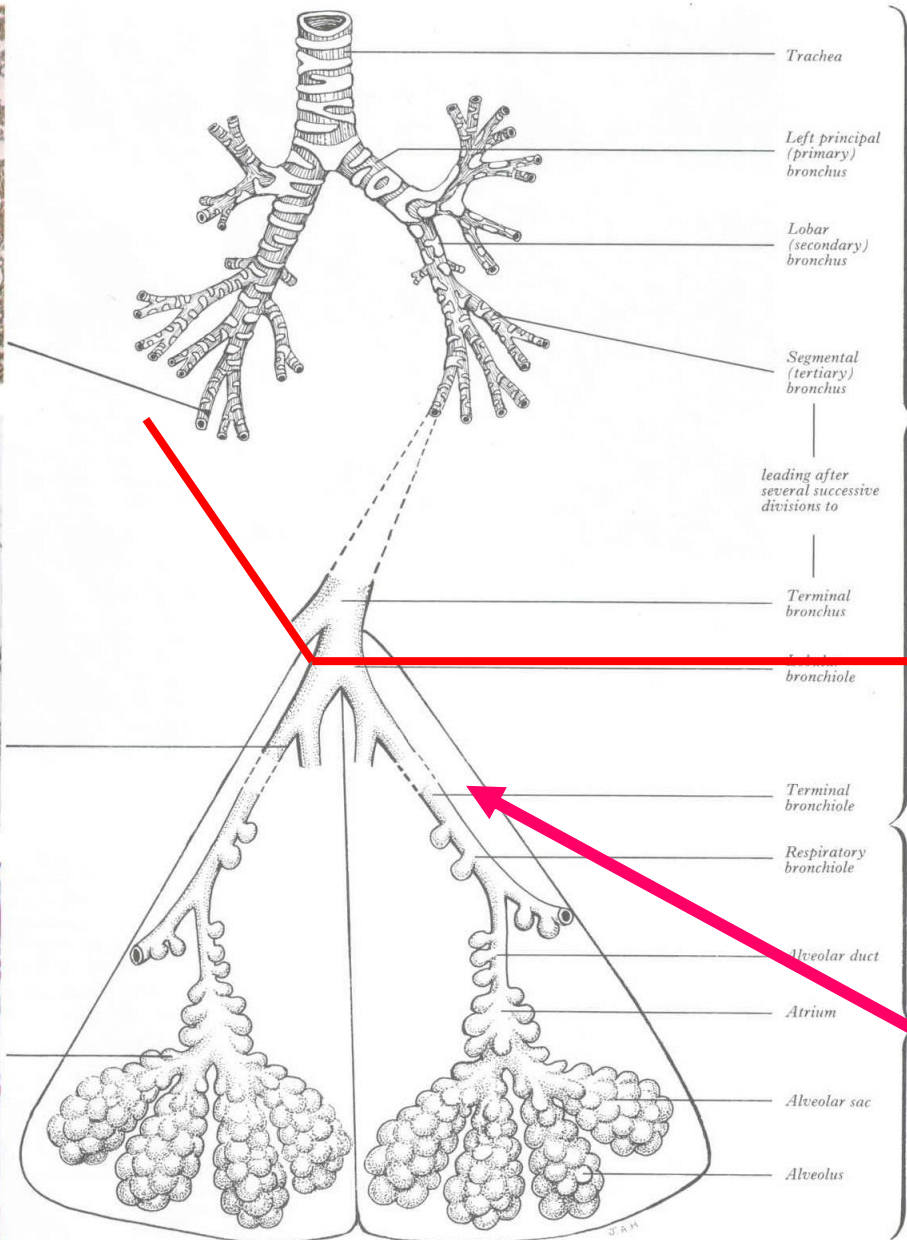 Trachea
Left principal
(primary)
bronchus
Lobar
(secondary)
bronchus
Segmental
(tertiary)
bronchus
leading after
several successive
divisions to
Terminal
bronchus
bronchiole
Terminal
bronchiole
Respiratory
bronchiole
Alveolar duct
Atrium
Alveolar sac
Alveolus
J.A.M